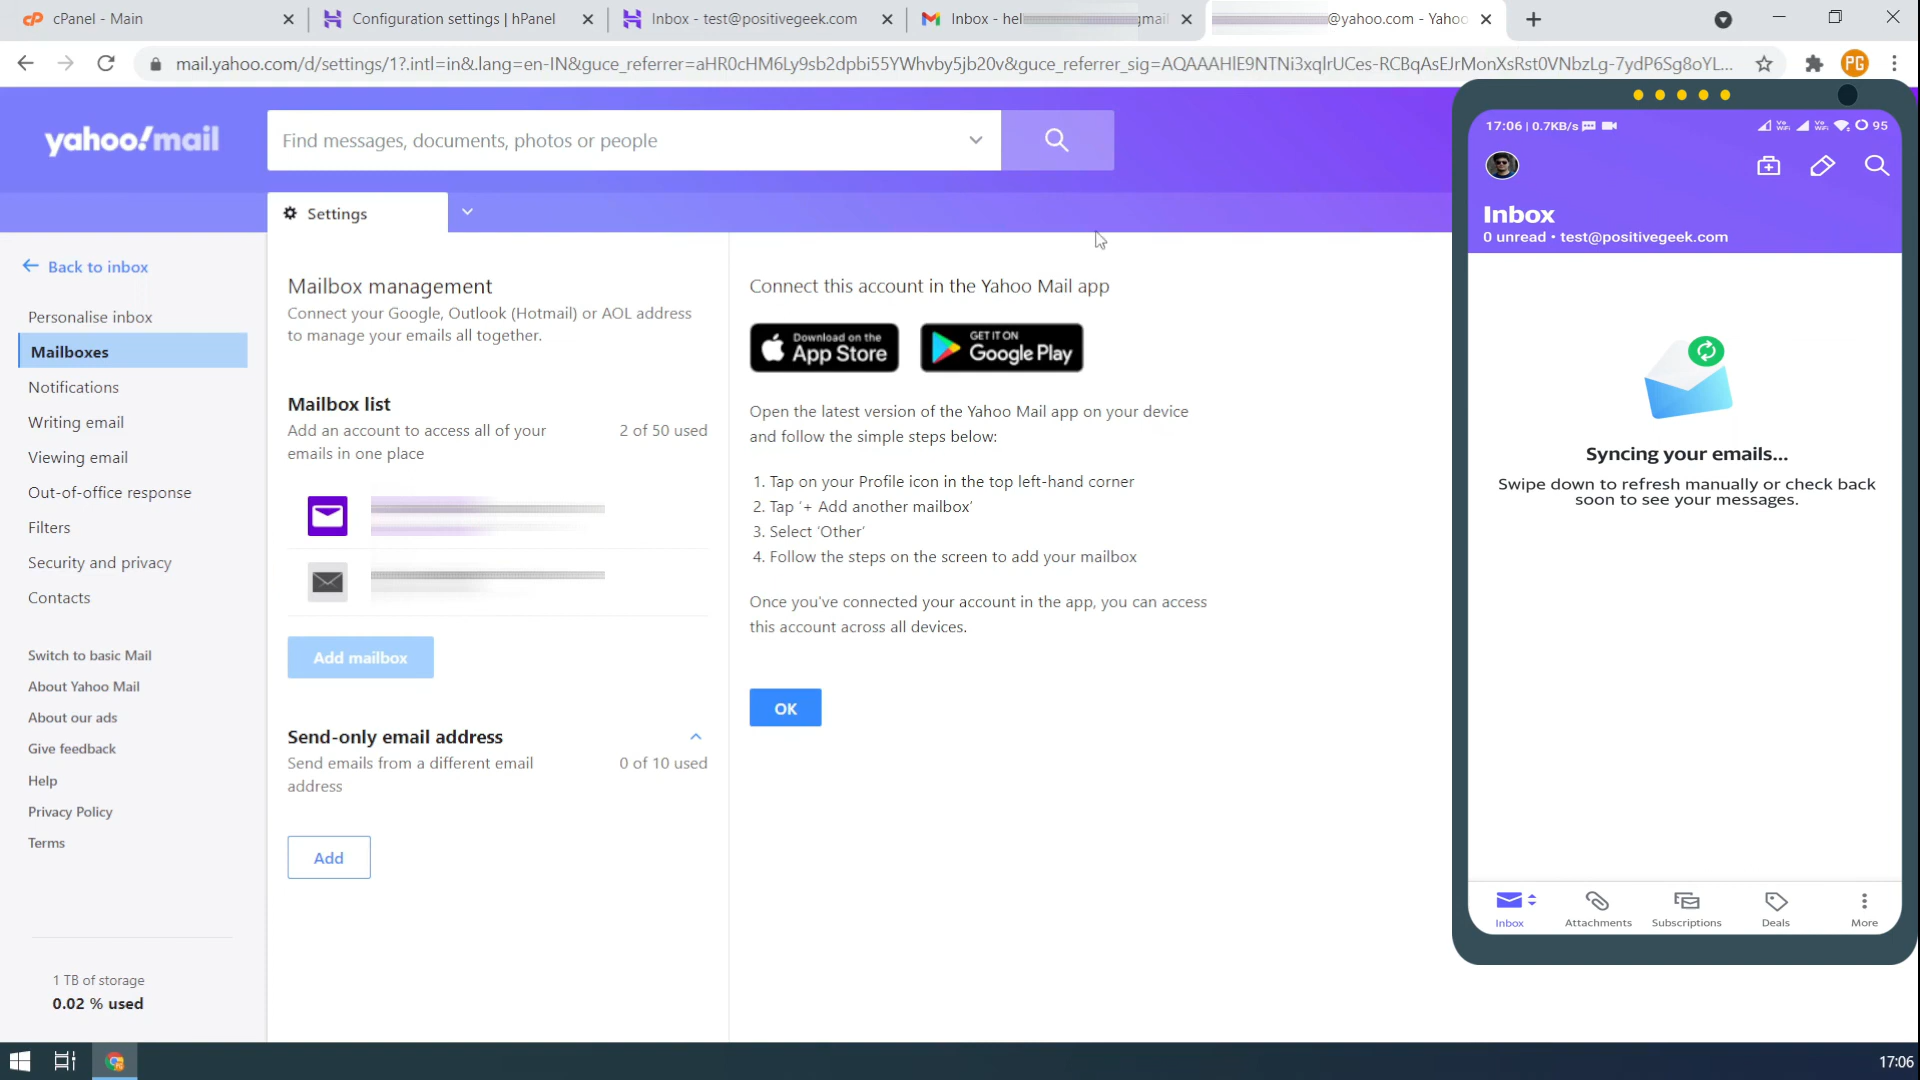 cPanel - Main
Configuration settings | hPanel
Inbox - test@positivegeek.com
Inbox - hel
gmail
@yahoo.com - Yahoo
mail.yahoo.com/d/settings/1?.intl=in&.lang=en-IN&guce_referrer=aHR0cHM6Ly9sb2dpbi55YWhvby5jb20v&guce_referrer_sig=AQAAAHlE9NTNi3xqlrUCes-RCBqAsEJrMonXsRst0VNbzLg-7ydP6Sg8oYL...
PG
yahoo!mail
Find messages, documents, photos or people
Settings
Back to inbox
Personalise inbox
Mailboxes
Notifications
Writing email
Viewing email
Out-of-office response
Filters
Security and privacy
Contacts
Switch to basic Mail
About Yahoo Mail
About our ads
Give feedback
Help
Privacy Policy
Terms
1 TB of storage
0.02 % used
Mailbox management
Connect your Google, Outlook (Hotmail) or AOL address
to manage your emails all together.
Mailbox list
Add an account to access all of your
emails in one place
2 of 50 used
Add mailbox
Send-only email address
Send emails from a different email
address
0 of 10 used
Add
Connect this account in the Yahoo Mail app
Download on the
App Store
GET IT ON
Google Play
Open the latest version of the Yahoo Mail app on your device
and follow the simple steps below:
1. Tap on your Profile icon in the top left-hand corner
2. Tap '+ Add another mailbox'
3. Select 'Other'
4. Follow the steps on the screen to add your mailbox
Once you've connected your account in the app, you can access
this account across all devices.
OK
17:06 | 0.7KB/s
95
Inbox
0 unread • test@positivegeek.com
Syncing your emails...
Swipe down to refresh manually or check back
soon to see your messages.
Inbox
Attachments
Subscriptions
Deals
More
17:06